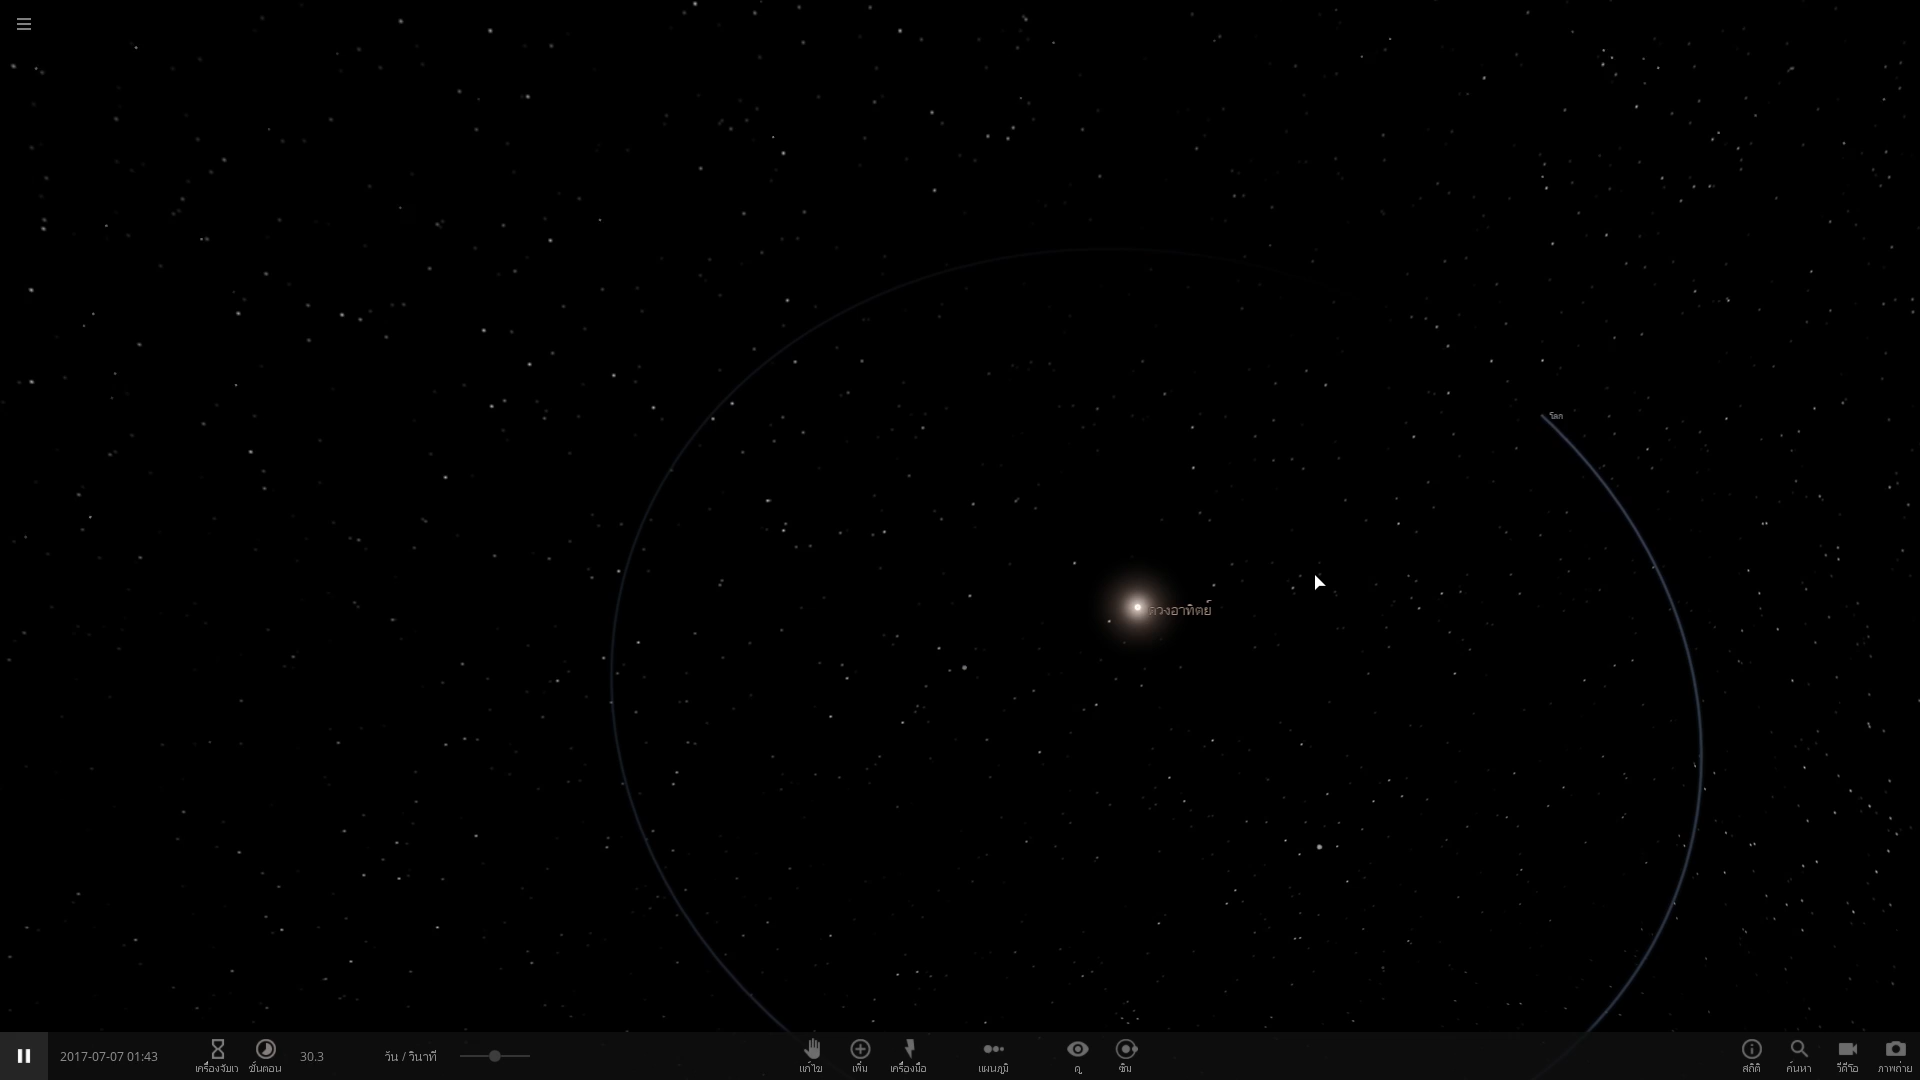 โลก
ดวงอาทิตย์
2017-07-07 01:43
เครื่องจับเว
ขั้นตอน
30.3
วัน / วินาที
แก้ไข
เพิ่ม
เครื่องมือ
แผนภูมิ
ดู
ซิม
สถิติ
ค้นหา
วีดีโอ
ภาพถ่าย